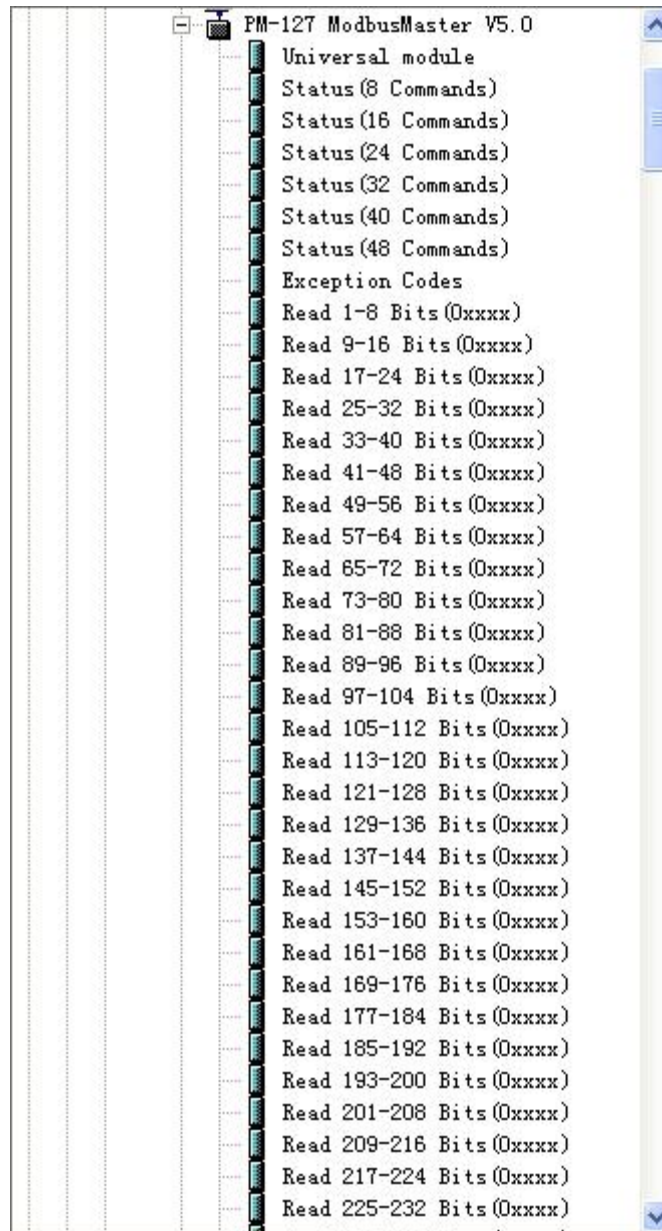 PM-127 ModbusMaster V5.0
Universal module
Status(8 Commands)
Status(16 Commands)
Status(24 Commands)
Status(32 Commands)
Status(40 Commands)
Status(48 Commands)
Exception Codes
Read 1-8 Bits(0xxxx)
Read 9-16 Bits(0xxxx)
Read 17-24 Bits(0xxxx)
Read 25-32 Bits(0xxxx)
Read 33-40 Bits(0xxxx)
Read 41-48 Bits(0xxxx)
Read 49-56 Bits(0xxxx)
Read 57-64 Bits(0xxxx)
Read 65-72 Bits(0xxxx)
Read 73-80 Bits(0xxxx)
Read 81-88 Bits(0xxxx)
Read 89-96 Bits(0xxxx)
Read 97-104 Bits(0xxxx)
Read 105-112 Bits(0xxxx)
Read 113-120 Bits(0xxxx)
Read 121-128 Bits(0xxxx)
Read 129-136 Bits(0xxxx)
Read 137-144 Bits(0xxxx)
Read 145-152 Bits(0xxxx)
Read 153-160 Bits(0xxxx)
Read 161-168 Bits(0xxxx)
Read 169-176 Bits(0xxxx)
Read 177-184 Bits(0xxxx)
Read 185-192 Bits(0xxxx)
Read 193-200 Bits(0xxxx)
Read 201-208 Bits(0xxxx)
Read 209-216 Bits(0xxxx)
Read 217-224 Bits(0xxxx)
Read 225-232 Bits(0xxxx)